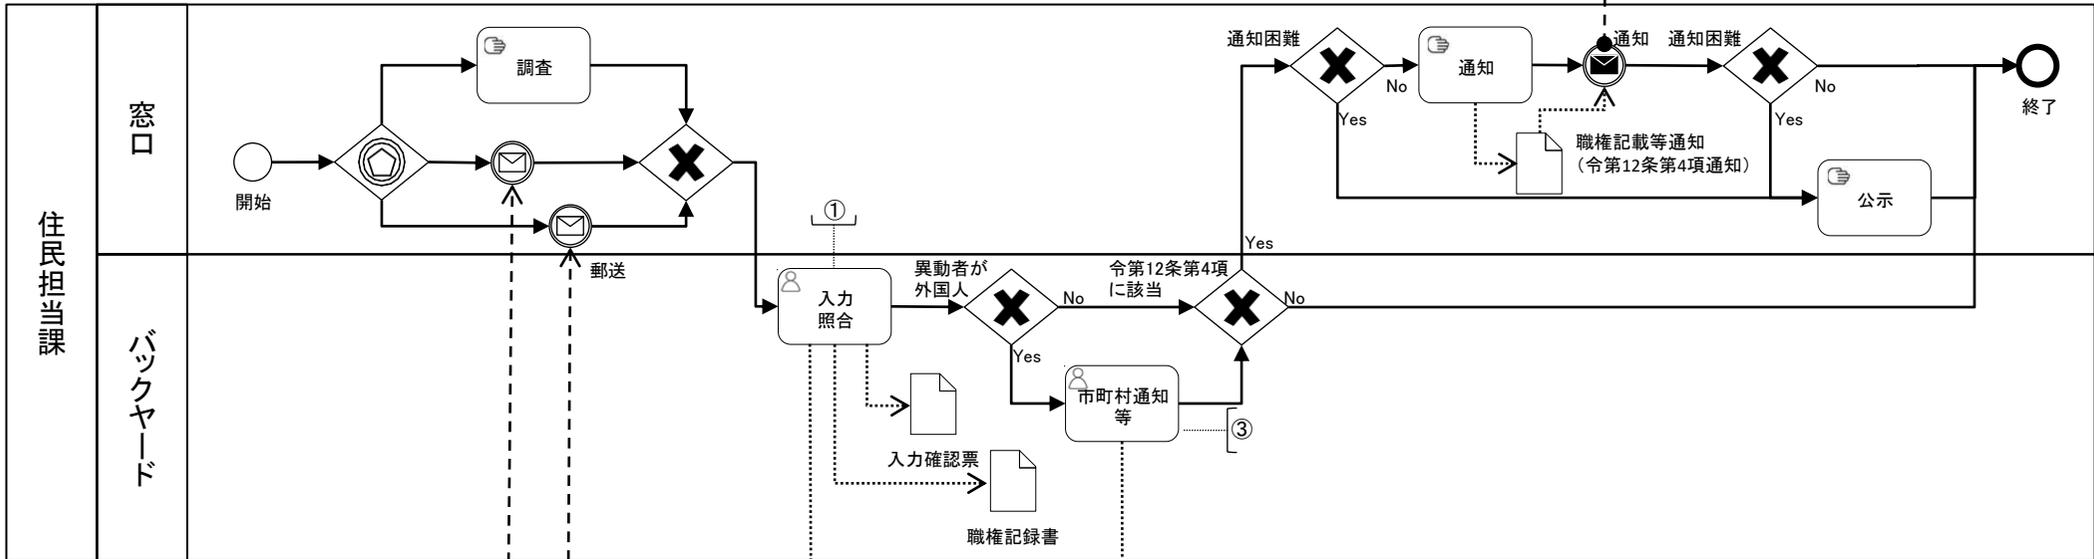 住民担当課
窓口
バックヤード
開始
調査
郵送
①
入力
照合
入力確認票
職権記録書
異動者が
外国人
No
Yes
市町村通知
等
③
令第12条第4項
に該当
Yes
No
通知困難
No
Yes
通知
通知
職権記載等通知
（令第12条第4項通知）
通知困難
No
Yes
公示
終了